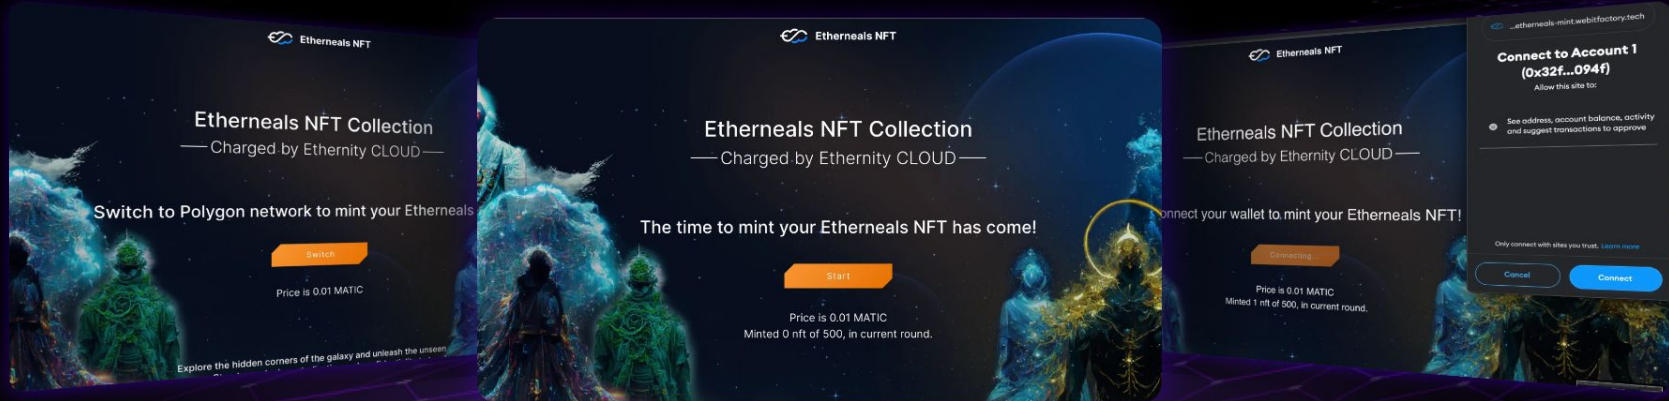 Etherneals NFT
Etherneals NFT Collection
Charged by Ethernity CLOUD
Switch to Polygon network to mint your Etherneals
Switch
Price is 0.01 MATIC
Explore the hidden corners of the galaxy and unleash the unseen
Etherneals NFT
Etherneals NFT Collection
Charged by Ethernity CLOUD
The time to mint your Etherneals NFT has come!
Start
Price is 0.01 MATIC
Minted 0 nft of 500, in current round.
Etherneals NFT
Etherneals NFT Collection
Charged by Ethernity CLOUD
onnect your wallet to mint your Etherneals NFT!
Connecting...
Price is 0.01 MATIC
Minted 1 nft of 500, in current round.
...etherneals-mint.webitfactory.tech
Connect to Account 1
(0x32f...094f)
Allow this site to:
See address, account balance, activity
and suggest transactions to approve
Only connect with sites you trust. Learn more
Cancel
Connect